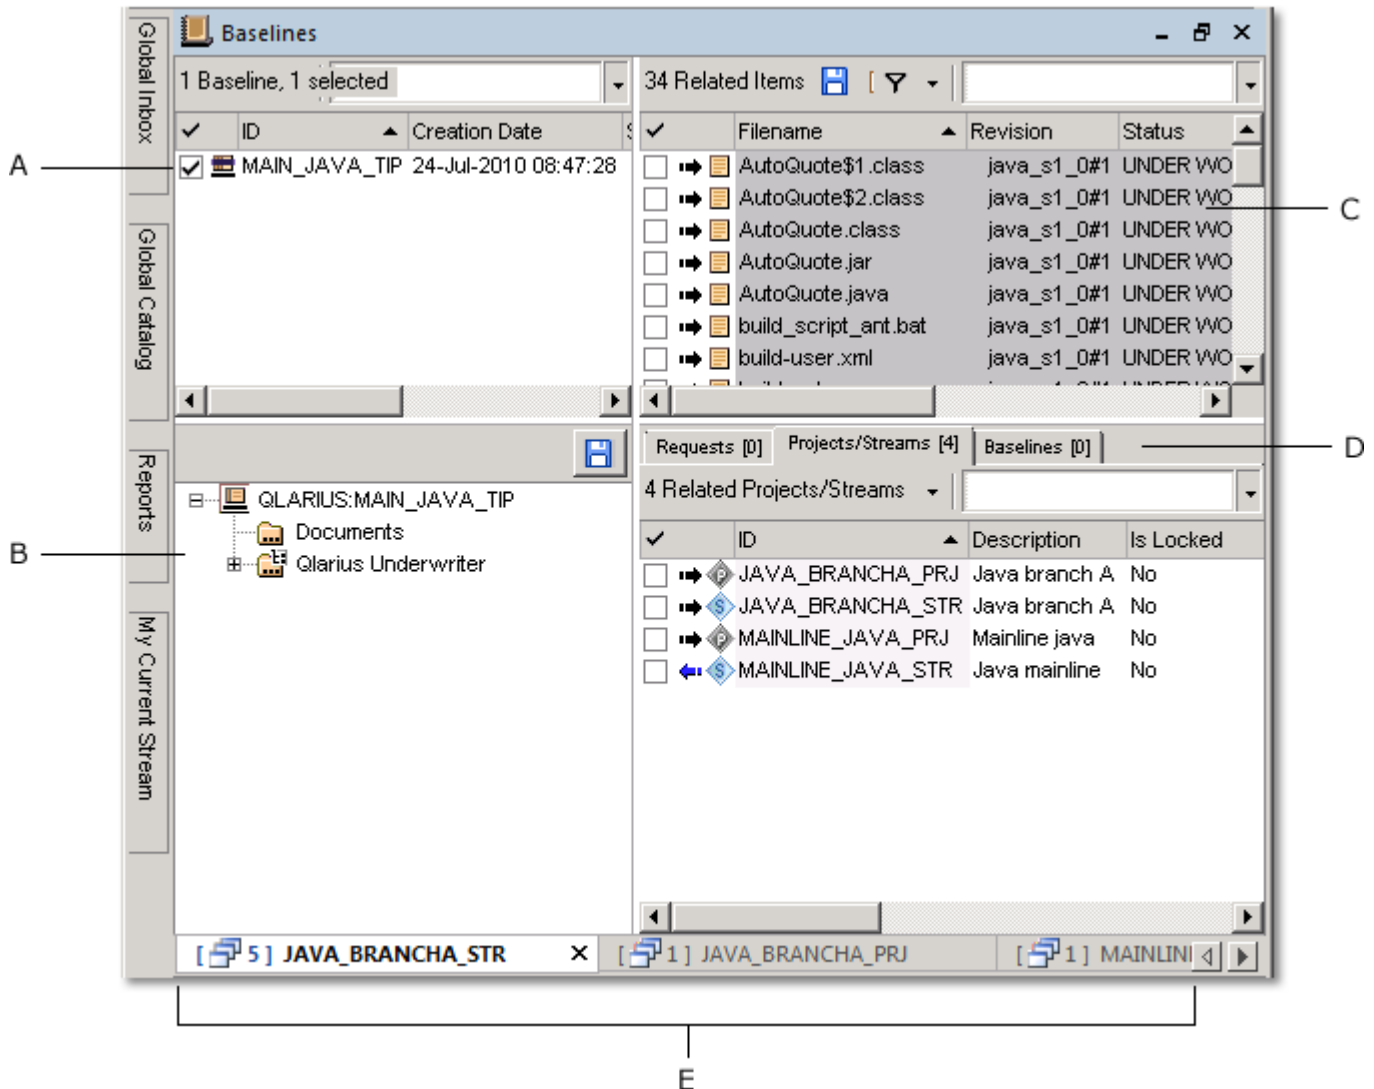 Baselines
Global Inbox
Global Catalog
Reports
My Current Stream
1 Baseline, 1 selected
ID Creation Date
MAIN_JAVA_TIP 24-Jul-2010 08:47:28
A
34 Related Items
Filename Revision Status
AutoQuote$1.class java_s1_0#1 UNDER WO
AutoQuote$2.class java_s1_0#1 UNDER WO
AutoQuote.class java_s1_0#1 UNDER WO
AutoQuote.jar java_s1_0#1 UNDER WO
AutoQuote.java java_s1_0#1 UNDER WO
build_script_ant.bat java_s1_0#1 UNDER WO
build-user.xml java_s1_0#1 UNDER WO
C
QLARIUS:MAIN_JAVA_TIP
Documents
Qlarius Underwriter
B
Requests [0] Projects/Streams [4] Baselines [0]
D
4 Related Projects/Streams
ID Description Is Locked
JAVA_BRANCHA_PRJ Java branch A No
JAVA_BRANCHA_STR Java branch A No
MAINLINE_JAVA_PRJ Mainline java No
MAINLINE_JAVA_STR Java mainline No
[ 5 ] JAVA_BRANCHA_STR [ 1 ] JAVA_BRANCHA_PRJ [ 1 ] MAINLIN
E